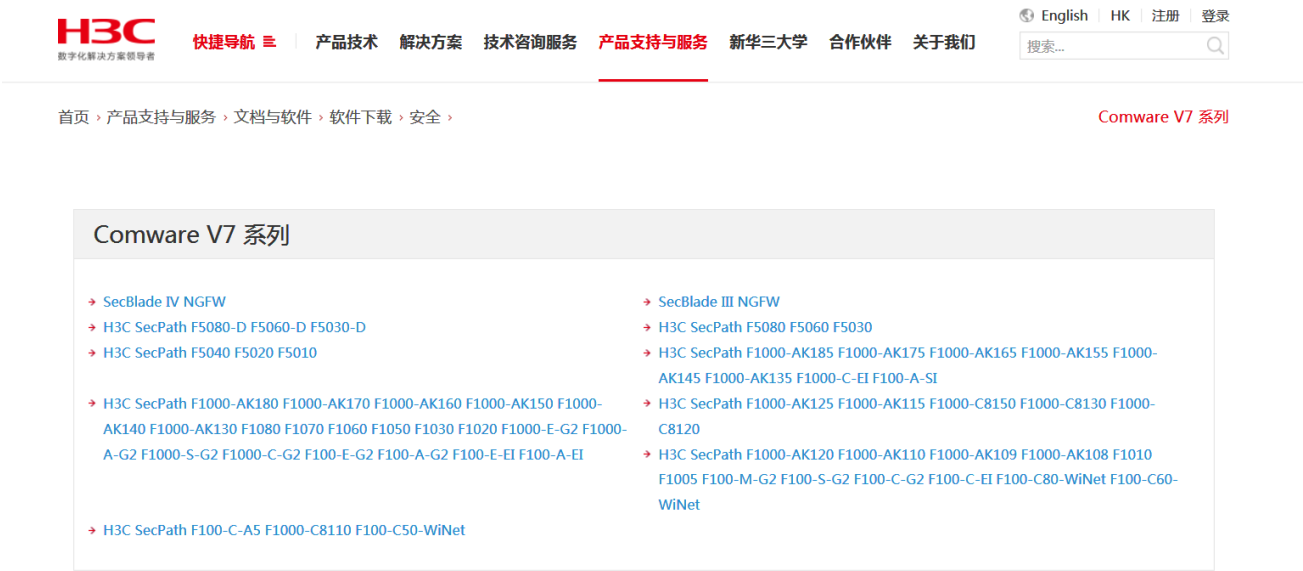 English HK 注册 登录
H3C
数字化解决方案领导者
快捷导航 产品技术 解决方案 技术咨询服务 产品支持与服务 新华三大学 合作伙伴 关于我们
搜索...
首页 › 产品支持与服务 › 文档与软件 › 软件下载 › 安全 ›
Comware V7 系列
Comware V7 系列
SecBlade IV NGFW
SecBlade III NGFW
H3C SecPath F5080-D F5060-D F5030-D
H3C SecPath F5080 F5060 F5030
H3C SecPath F5040 F5020 F5010
H3C SecPath F1000-AK185 F1000-AK175 F1000-AK165 F1000-AK155 F1000-
AK145 F1000-AK135 F1000-C-EI F100-A-SI
H3C SecPath F1000-AK180 F1000-AK170 F1000-AK160 F1000-AK150 F1000-
AK140 F1000-AK130 F1080 F1070 F1060 F1050 F1030 F1020 F1000-E-G2 F1000-
A-G2 F1000-S-G2 F1000-C-G2 F100-E-G2 F100-A-G2 F100-E-EI F100-A-EI
H3C SecPath F1000-AK125 F1000-AK115 F1000-C8150 F1000-C8130 F1000-
C8120
H3C SecPath F1000-AK120 F1000-AK110 F1000-AK109 F1000-AK108 F1010
F1005 F100-M-G2 F100-S-G2 F100-C-G2 F100-C-EI F100-C80-WiNet F100-C60-
WiNet
H3C SecPath F100-C-A5 F1000-C8110 F100-C50-WiNet